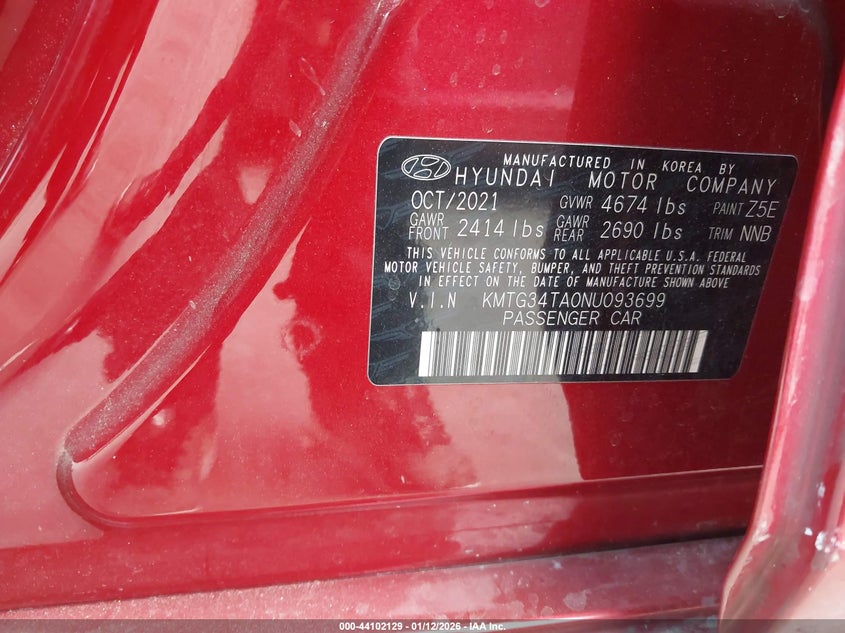 MANUFACTURED IN KOREA BY
HYUNDAI MOTOR COMPANY
OCT/2021 GVWR 4674 lbs PAINT Z5E
GAWR FRONT 2414 lbs GAWR REAR 2690 lbs TRIM NNB
THIS VEHICLE CONFORMS TO ALL APPLICABLE U.S.A. FEDERAL
MOTOR VEHICLE SAFETY, BUMPER, AND THEFT PREVENTION STANDARDS
IN EFFECT ON THE DATE OF MANUFACTURE SHOWN ABOVE
V.I.N KMTG34TA0NU093699
PASSENGER CAR
000-44102129 - 01/12/2026 - IAA Inc.